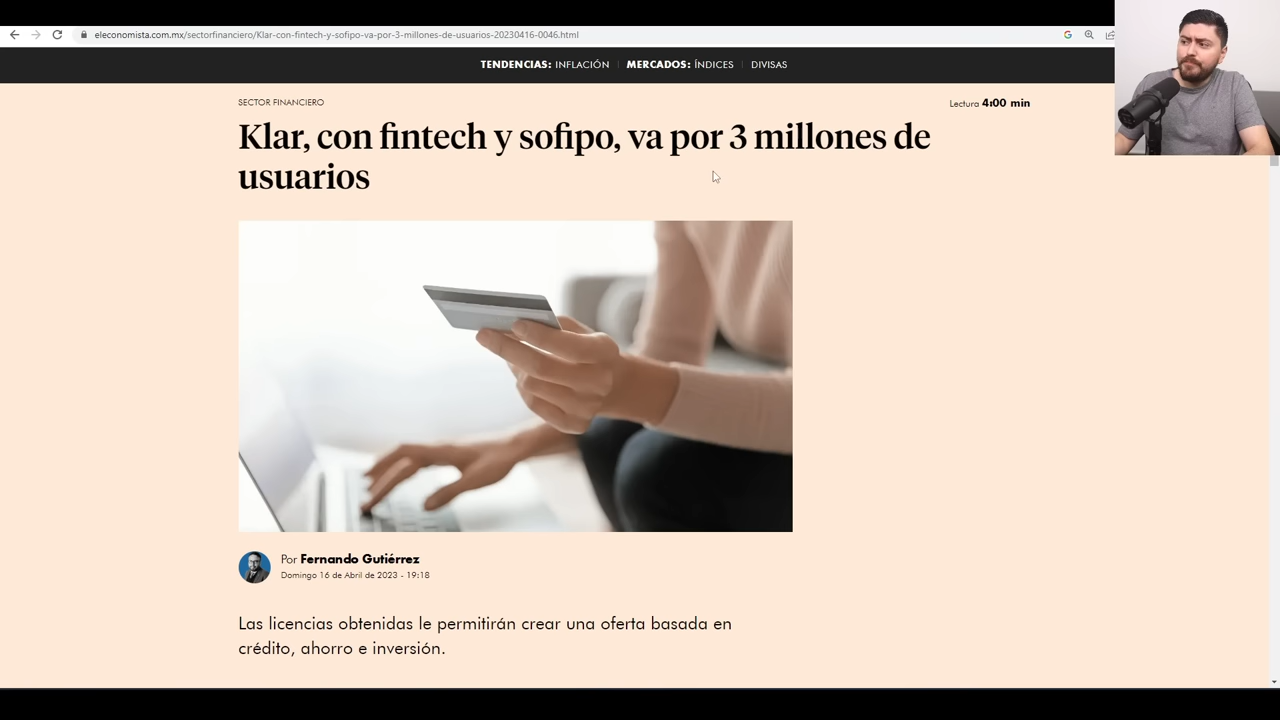 eleconomista.com.mx/sectorfinanciero/Klar-con-fintech-y-sofipo-va-por-3-millones-de-usuarios-20230416-0046.html
TENDENCIAS: INFLACIÓN | MERCADOS: ÍNDICES | DIVISAS
SECTOR FINANCIERO
Lectura 4:00 min
Klar, con fintech y sofipo, va por 3 millones de
usuarios
Por Fernando Gutiérrez
Domingo 16 de Abril de 2023 - 19:18
Las licencias obtenidas le permitirán crear una oferta basada en
crédito, ahorro e inversión.